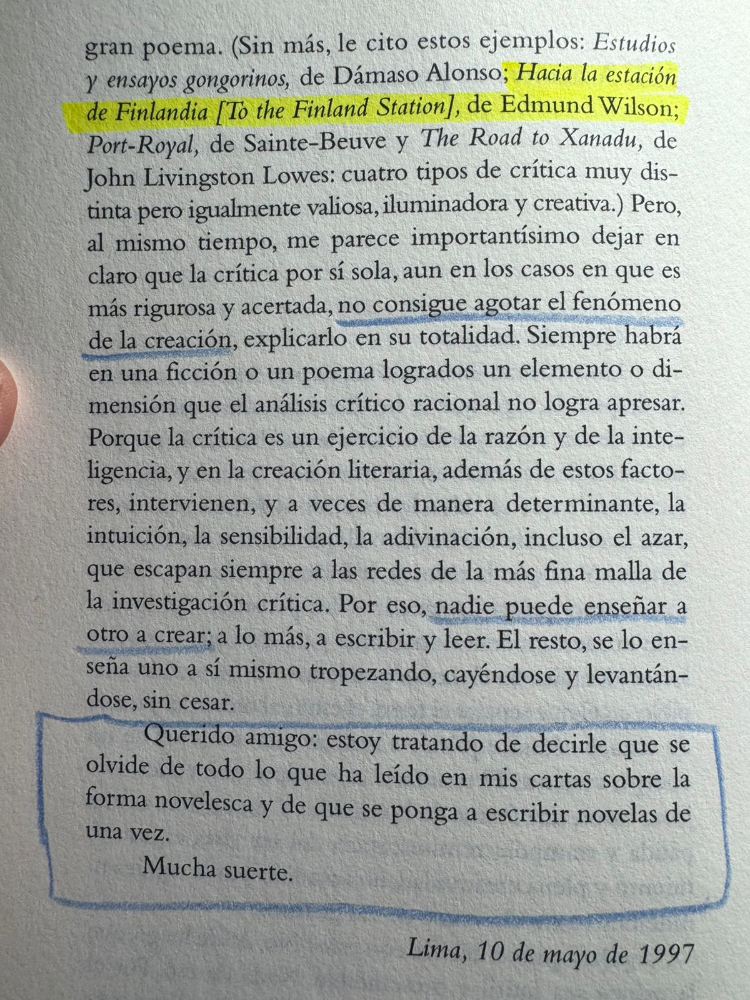 gran poema. (Sin más, le cito estos ejemplos: Estudios
y ensayos gongorinos, de Dámaso Alonso; Hacia la estación
de Finlandia [To the Finland Station], de Edmund Wilson;
Port-Royal, de Sainte-Beuve y The Road to Xanadu, de
John Livingston Lowes: cuatro tipos de crítica muy dis-
tinta pero igualmente valiosa, iluminadora y creativa.) Pero,
al mismo tiempo, me parece importantísimo dejar en
claro que la crítica por sí sola, aun en los casos en que es
más rigurosa y acertada, no consigue agotar el fenómeno
de la creación, explicarlo en su totalidad. Siempre habrá
en una ficción o un poema logrados un elemento o di-
mensión que el análisis crítico racional no logra apresar.
Porque la crítica es un ejercicio de la razón y de la inte-
ligencia, y en la creación literaria, además de estos facto-
res, intervienen, y a veces de manera determinante, la
intuición, la sensibilidad, la adivinación, incluso el azar,
que escapan siempre a las redes de la más fina malla de
la investigación crítica. Por eso, nadie puede enseñar a
otro a crear; a lo más, a escribir y leer. El resto, se lo en-
seña uno a sí mismo tropezando, cayéndose y levantán-
dose, sin cesar.
Querido amigo: estoy tratando de decirle que se
olvide de todo lo que ha leído en mis cartas sobre la
forma novelesca y de que se ponga a escribir novelas de
una vez.
Mucha suerte.
Lima, 10 de mayo de 1997